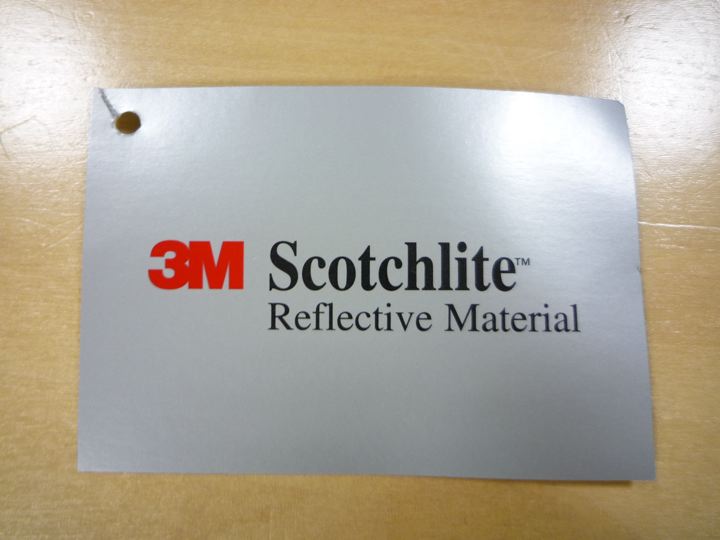 3M Scotchlite™
Reflective Material